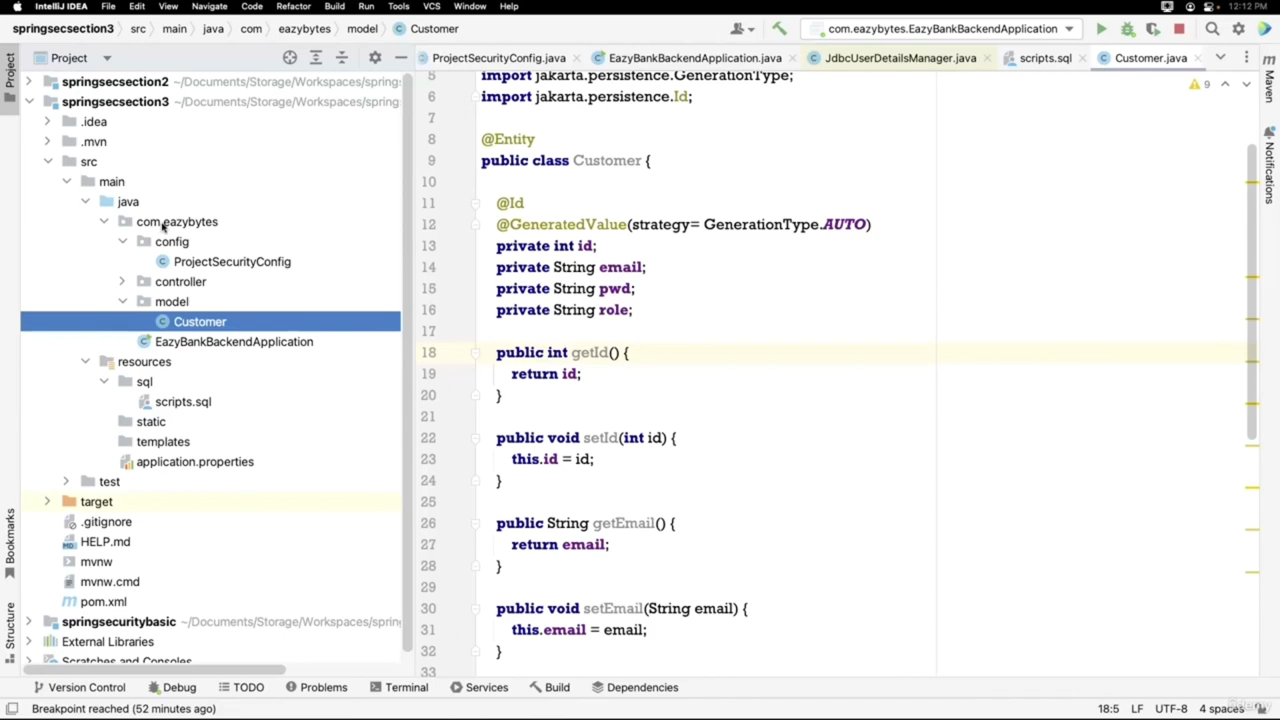 IntelliJ IDEA File Edit View Navigate Code Refactor Build Run Tools VCS Window Help 12:12 PM
springsecsection3 src main java com eazybytes model Customer com.eazybytes.EazyBankBackendApplication
Project
ProjectSecurityConfig.java EazyBankBackendApplication.java JdbcUserDetailsManager.java scripts.sql Customer.java
Project
Bookmarks
Structure
springsecsection2 ~/Documents/Storage/Workspaces/spring
springsecsection3 ~/Documents/Storage/Workspaces/spring
.idea
.mvn
src
main
java
com.eazybytes
config
ProjectSecurityConfig
controller
model
Customer
EazyBankBackendApplication
resources
sql
scripts.sql
static
templates
application.properties
test
target
.gitignore
HELP.md
mvnw
mvnw.cmd
pom.xml
springsecuritybasic ~/Documents/Storage/Workspaces/spring
External Libraries
Scratches and Consoles
5 import jakarta.persistence.GenerationType;
6 import jakarta.persistence.Id;
7
8 @Entity
9 public class Customer {
10
11 @Id
12 @GeneratedValue(strategy= GenerationType.AUTO)
13 private int id;
14 private String email;
15 private String pwd;
16 private String role;
17
18 public int getId() {
19 return id;
20 }
21
22 public void setId(int id) {
23 this.id = id;
24 }
25
26 public String getEmail() {
27 return email;
28 }
29
30 public void setEmail(String email) {
31 this.email = email;
32 }
33
9
Maven
Notifications
Version Control Debug TODO Problems Terminal Services Build Dependencies
Breakpoint reached (52 minutes ago) 18:5 LF UTF-8 4 spaces